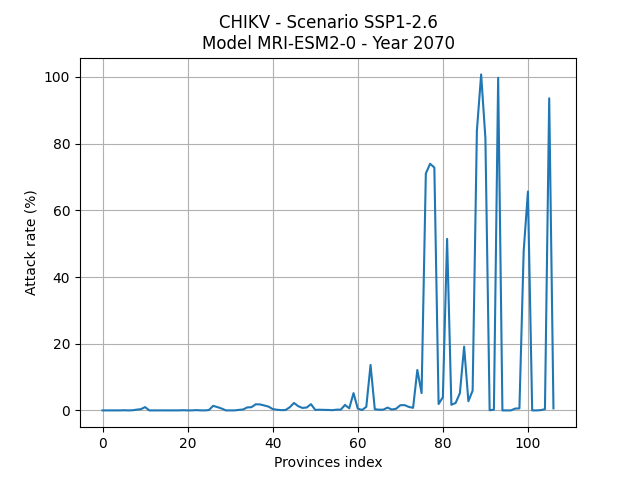 CHIKV - Scenario SSP1-2.6
Model MRI-ESM2-0 - Year 2070
100
80
60
40
20
0
Attack rate (%)
0 20 40 60 80 100
Provinces index